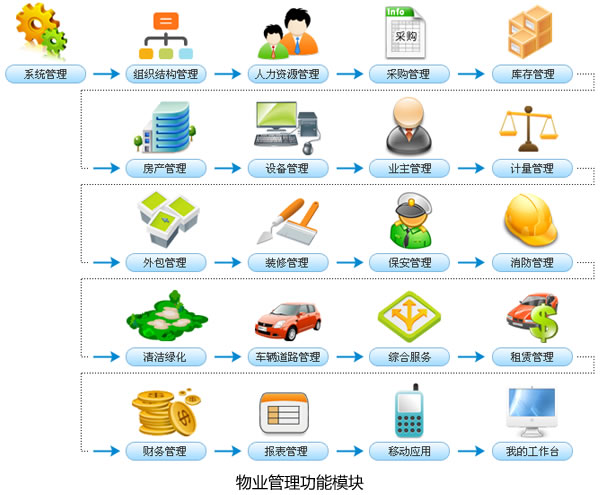 Info
采购
系统管理
组织结构管理
人力资源管理
采购管理
库存管理
房产管理
设备管理
业主管理
计量管理
外包管理
装修管理
保安管理
消防管理
清洁绿化
车辆道路管理
综合服务
租赁管理
财务管理
报表管理
移动应用
我的工作台
物业管理功能模块